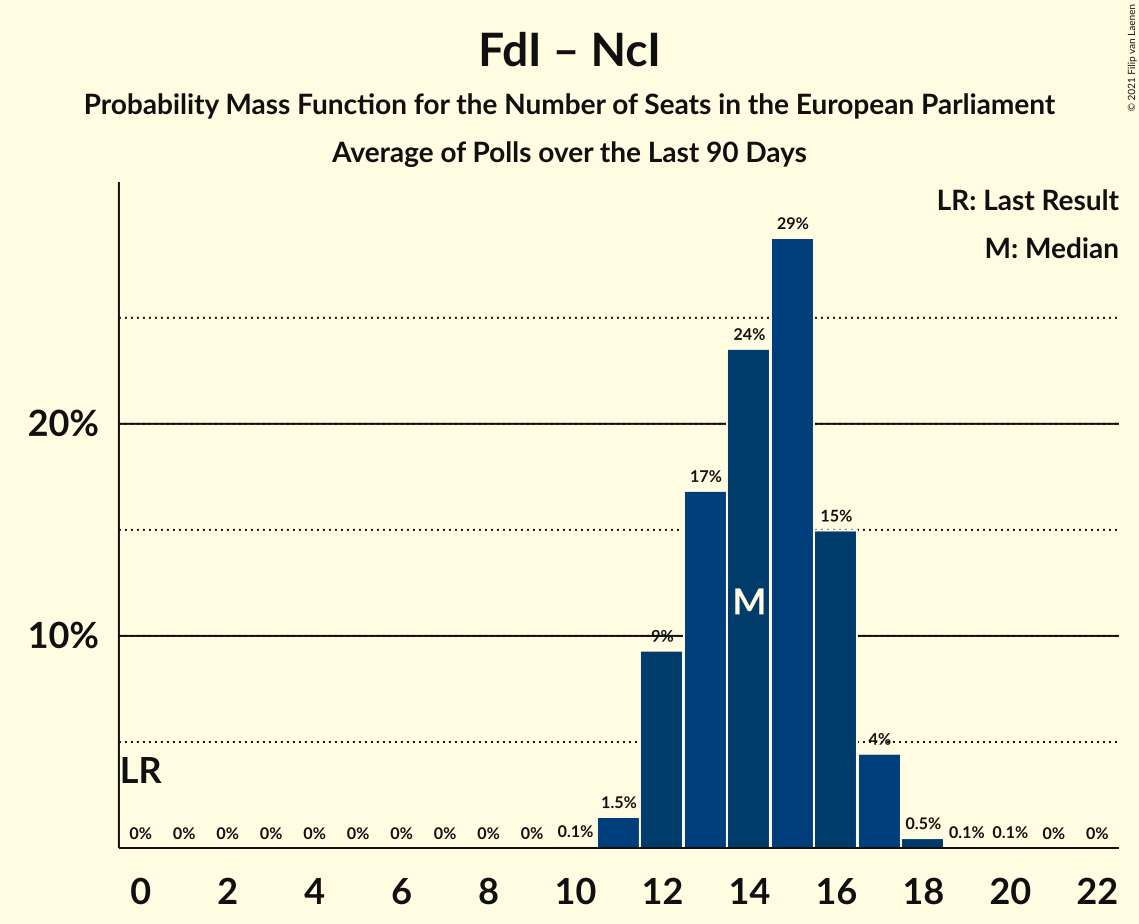 FdI – NcI
Probability Mass Function for the Number of Seats in the European Parliament
Average of Polls over the Last 90 Days
© 2021 Filip van Laenen
LR: Last Result
M: Median
20%
10%
LR
M
0% 0% 0% 0% 0% 0% 0% 0% 0% 0% 0.1% 1.5% 9% 17% 24% 29% 15% 4% 0.5% 0.1% 0.1% 0% 0%
0 2 4 6 8 10 12 14 16 18 20 22